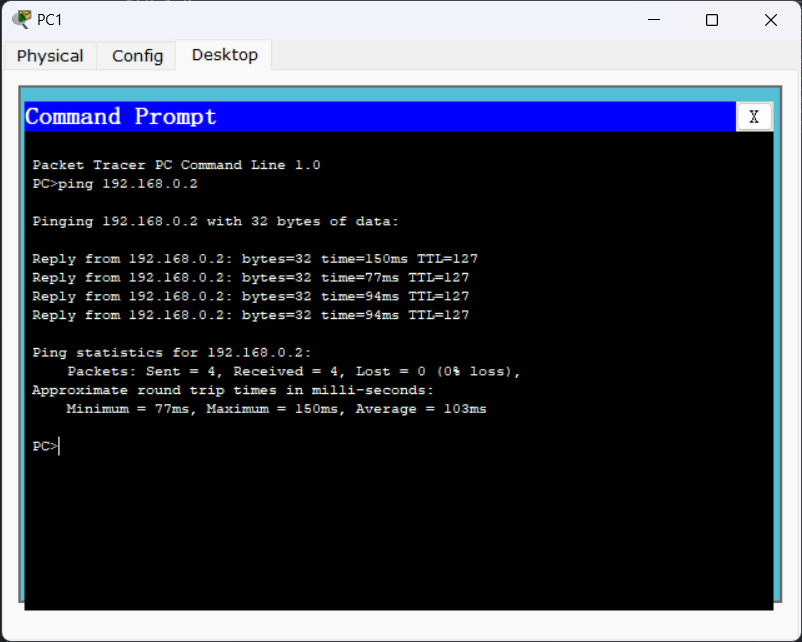 PC1
Physical Config Desktop
Command Prompt X
Packet Tracer PC Command Line 1.0
PC>ping 192.168.0.2
Pinging 192.168.0.2 with 32 bytes of data:
Reply from 192.168.0.2: bytes=32 time=150ms TTL=127
Reply from 192.168.0.2: bytes=32 time=77ms TTL=127
Reply from 192.168.0.2: bytes=32 time=94ms TTL=127
Reply from 192.168.0.2: bytes=32 time=94ms TTL=127
Ping statistics for 192.168.0.2:
Packets: Sent = 4, Received = 4, Lost = 0 (0% loss),
Approximate round trip times in milli-seconds:
Minimum = 77ms, Maximum = 150ms, Average = 103ms
PC>